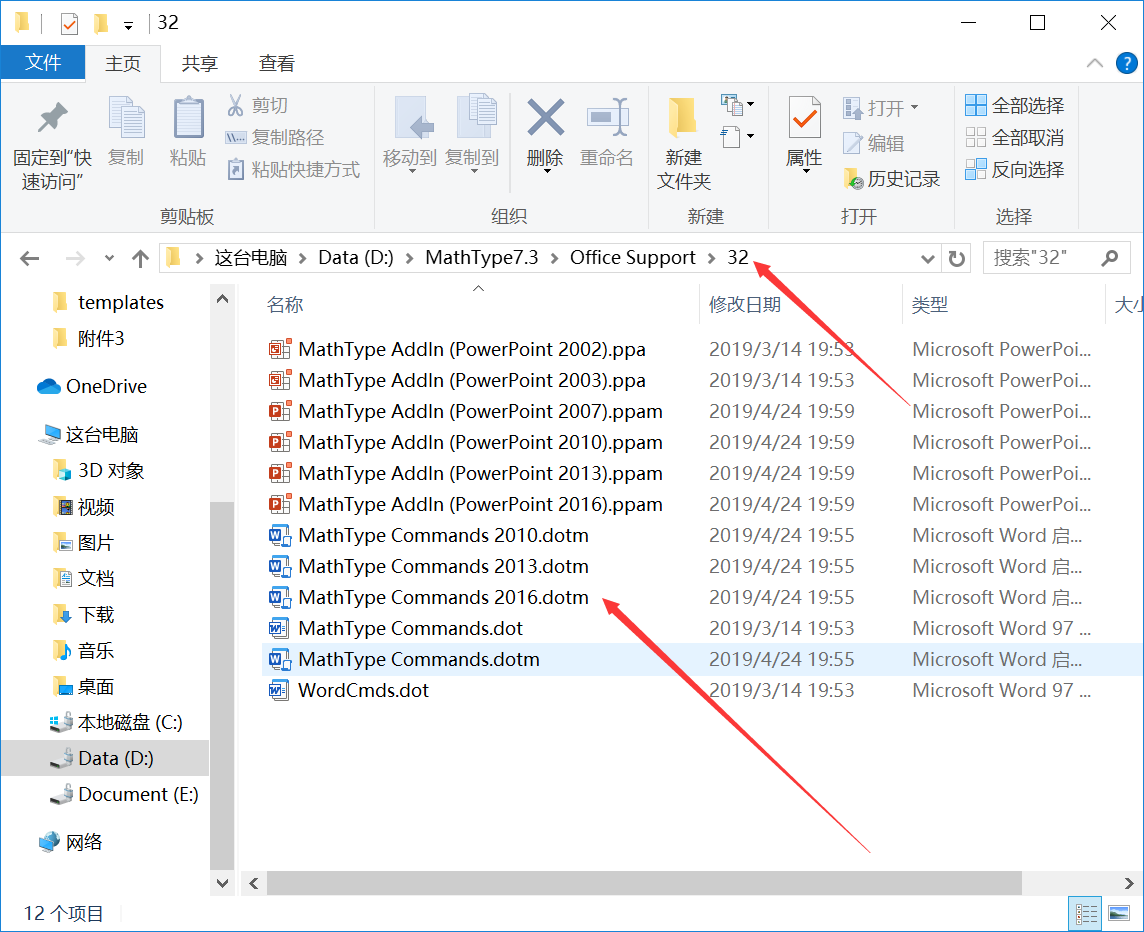 32
文件 主页 共享 查看
固定到"快速访问"
复制
粘贴
剪切
复制路径
粘贴快捷方式
剪贴板
移动到
复制到
删除
重命名
组织
新建
文件夹
新建
属性
打开
编辑
历史记录
打开
全部选择
全部取消
反向选择
选择
这台电脑 > Data (D:) > MathType7.3 > Office Support > 32
搜索"32"
templates
附件3
OneDrive
这台电脑
3D 对象
视频
图片
文档
下载
音乐
桌面
本地磁盘 (C:)
Data (D:)
Document (E:)
网络
名称 修改日期 类型 大小
MathType AddIn (PowerPoint 2002).ppa 2019/3/14 19:53 Microsoft PowerPoi...
MathType AddIn (PowerPoint 2003).ppa 2019/3/14 19:53 Microsoft PowerPoi...
MathType AddIn (PowerPoint 2007).ppam 2019/4/24 19:59 Microsoft PowerPoi...
MathType AddIn (PowerPoint 2010).ppam 2019/4/24 19:59 Microsoft PowerPoi...
MathType AddIn (PowerPoint 2013).ppam 2019/4/24 19:59 Microsoft PowerPoi...
MathType AddIn (PowerPoint 2016).ppam 2019/4/24 19:59 Microsoft PowerPoi...
MathType Commands 2010.dotm 2019/4/24 19:55 Microsoft Word 启...
MathType Commands 2013.dotm 2019/4/24 19:55 Microsoft Word 启...
MathType Commands 2016.dotm 2019/4/24 19:55 Microsoft Word 启...
MathType Commands.dot 2019/3/14 19:53 Microsoft Word 97 ...
MathType Commands.dotm 2019/4/24 19:55 Microsoft Word 启...
WordCmds.dot 2019/3/14 19:53 Microsoft Word 97 ...
12 个项目